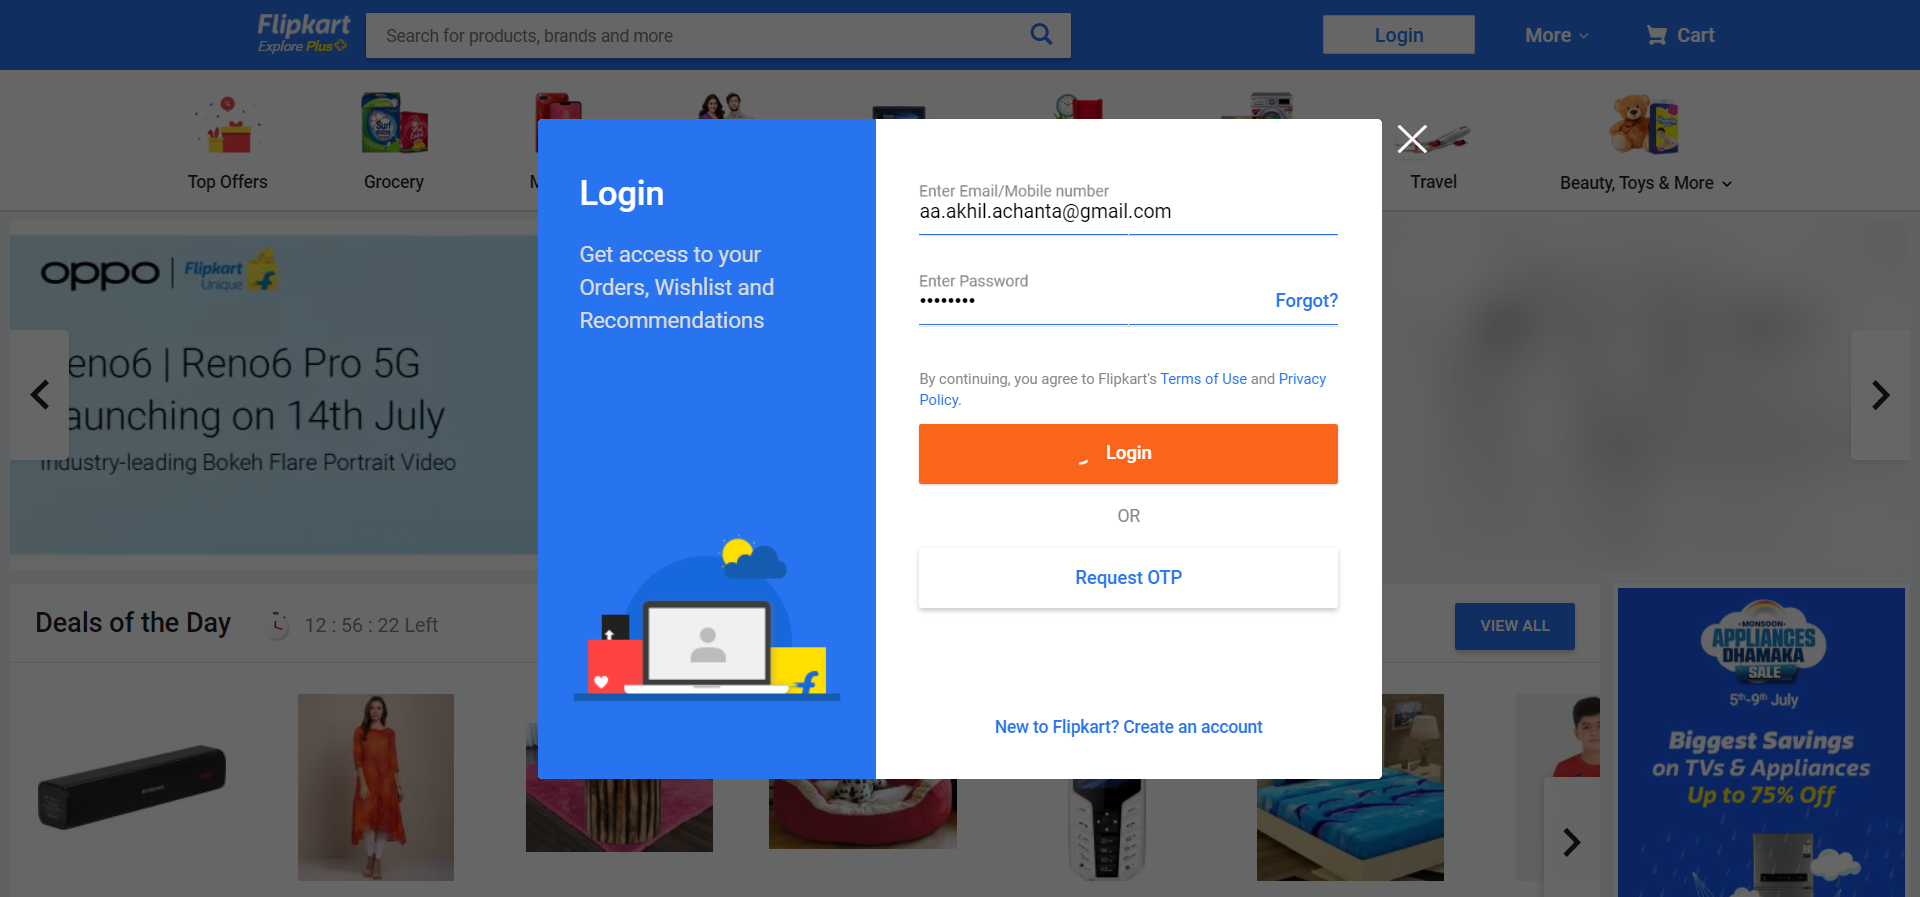 Flipkart
Explore Plus
Search for products, brands and more
Login
More
Cart
Top Offers
Grocery
M
Travel
Beauty, Toys & More
oppo
Flipkart
Unique
Reno6 | Reno6 Pro 5G
Launching on 14th July
Industry-leading Bokeh Flare Portrait Video
Login
Get access to your
Orders, Wishlist and
Recommendations
Enter Email/Mobile number
aa.akhil.achanta@gmail.com
Enter Password
••••••••
Forgot?
By continuing, you agree to Flipkart's Terms of Use and Privacy
Policy.
Login
OR
Request OTP
New to Flipkart? Create an account
Deals of the Day
12 : 56 : 22 Left
VIEW ALL
MONSOON
APPLIANCES
DHAMAKA
SALE
5th-9th July
Biggest Savings
on TVs & Appliances
Up to 75% Off